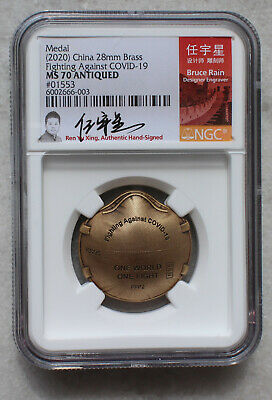 Medal
(2020) China 28mm Brass
Fighting Against COVID-19
MS 70 ANTIQUED
#01553
6002666-003
Ren Yu Xing, Authentic Hand-Signed
任宇星
设计师 雕刻师
Bruce Rain
Designer Engraver
NGC
Fighting Against COVID-19
ONE WORLD
ONE FIGHT
FFP2